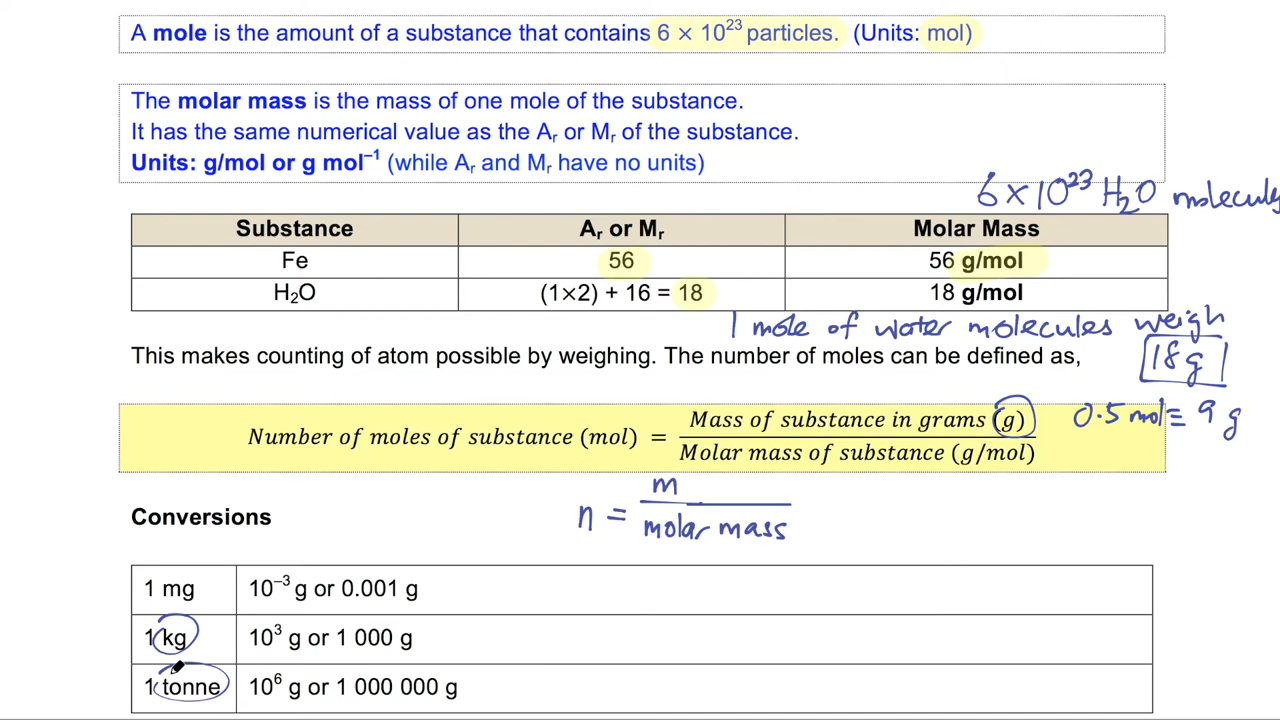 A mole is the amount of a substance that contains 6 × 10²³ particles. (Units: mol)
The molar mass is the mass of one mole of the substance.
It has the same numerical value as the Aᵣ or Mᵣ of the substance.
Units: g/mol or g mol⁻¹ (while Aᵣ and Mᵣ have no units)
6 × 10²³ H₂O molecules
Substance Aᵣ or Mᵣ Molar Mass
Fe 56 56 g/mol
H₂O (1×2) + 16 = 18 18 g/mol
1 mole of water molecules weigh
18 g
This makes counting of atom possible by weighing. The number of moles can be defined as,
0.5 mol = 9 g
Number of moles of substance (mol) = Mass of substance in grams (g) / Molar mass of substance (g/mol)
n = m / molar mass
Conversions
1 mg 10⁻³ g or 0.001 g
1 kg 10³ g or 1 000 g
1 tonne 10⁶ g or 1 000 000 g